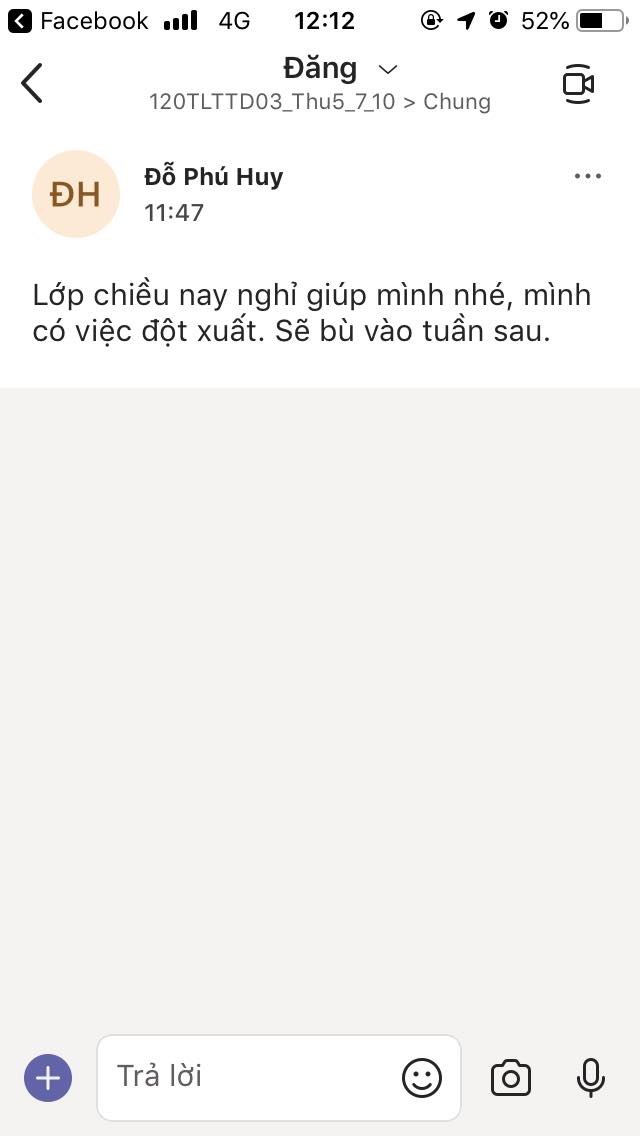 Facebook 4G 12:12 52%
Đăng
120TLTTD03_Thu5_7_10 > Chung
ĐH
Đỗ Phú Huy
11:47
Lớp chiều nay nghỉ giúp mình nhé, mình
có việc đột xuất. Sẽ bù vào tuần sau.
Trả lời